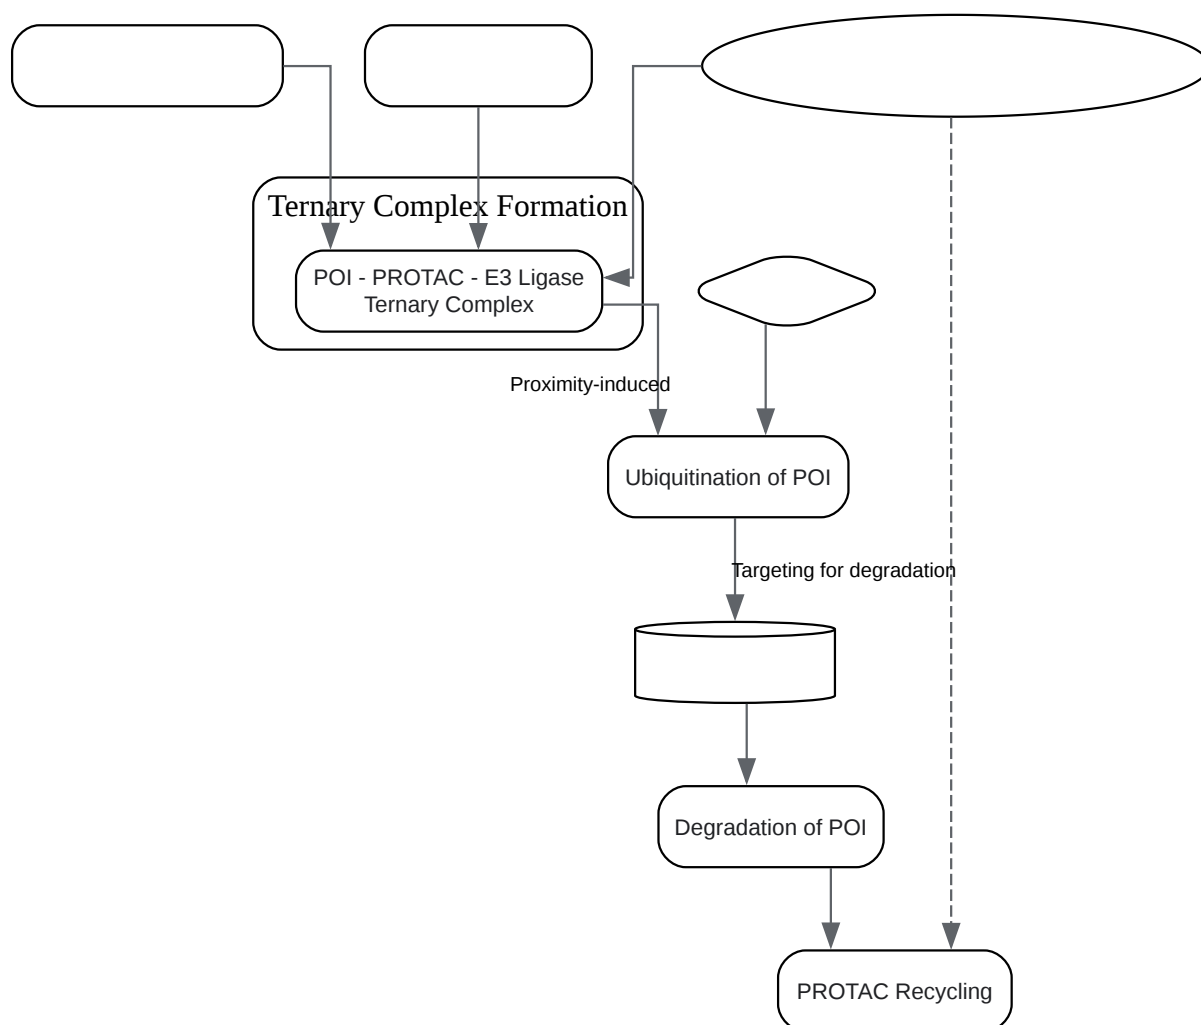 Ternary Complex Formation
POI - PROTAC - E3 Ligase
Ternary Complex
Proximity-induced
Ubiquitination of POI
Targeting for degradation
Degradation of POI
PROTAC Recycling